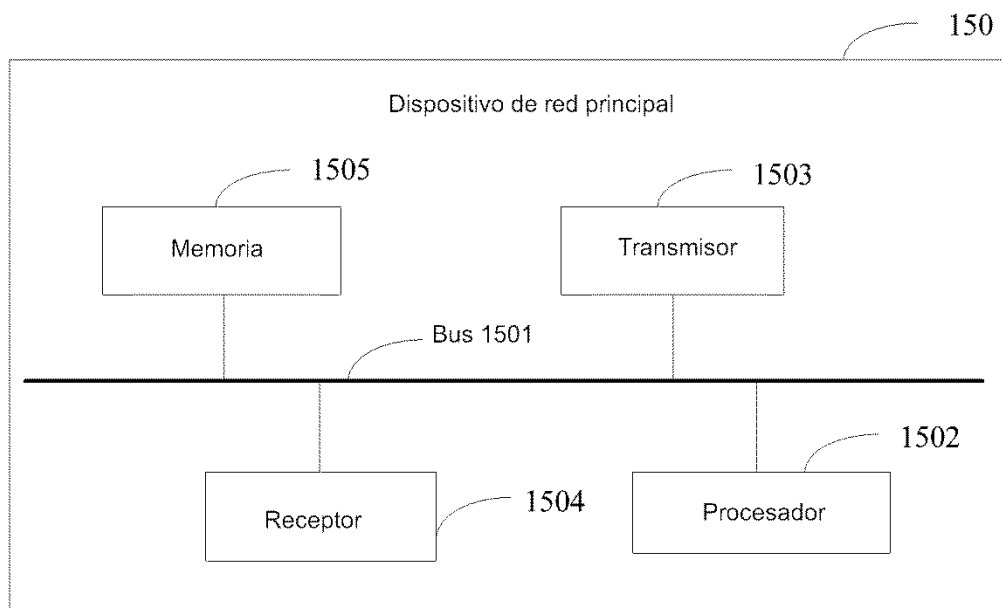 150
Dispositivo de red principal
1505
1503
Memoria
Transmisor
Bus 1501
1502
1504
Receptor
Procesador